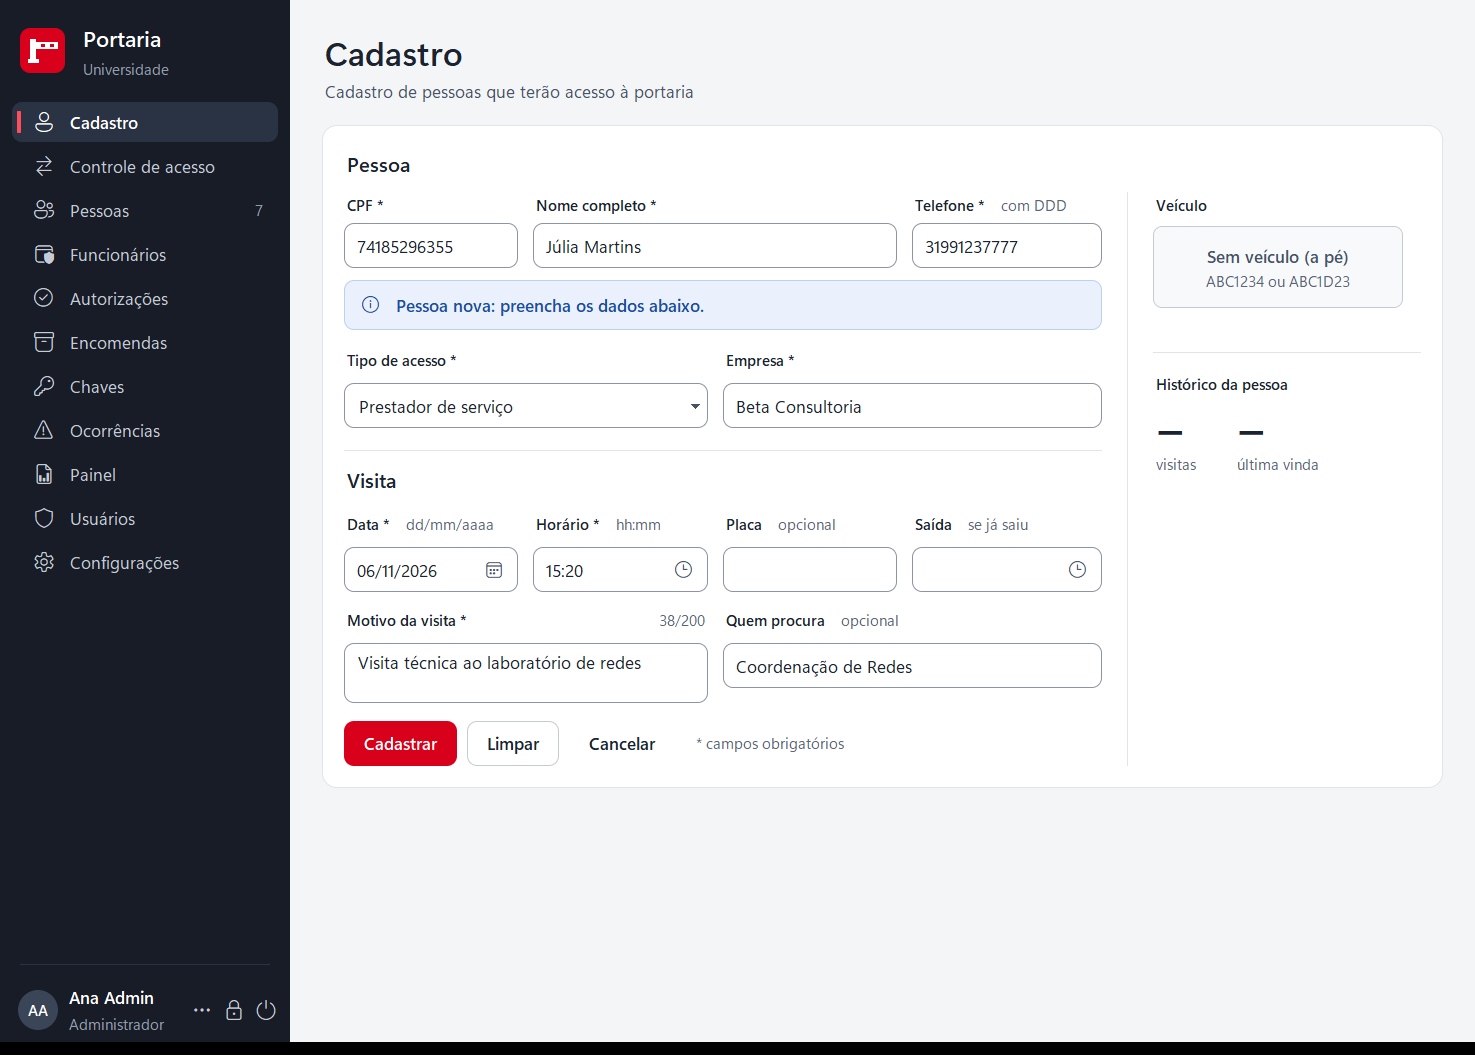 Portaria
Universidade
Cadastro
Controle de acesso
Pessoas 7
Funcionários
Autorizações
Encomendas
Chaves
Ocorrências
Painel
Usuários
Configurações
AA
Ana Admin
Administrador
Cadastro
Cadastro de pessoas que terão acesso à portaria
Pessoa
CPF * Nome completo * Telefone * com DDD
74185296355 Júlia Martins 31991237777
Pessoa nova: preencha os dados abaixo.
Tipo de acesso * Empresa *
Prestador de serviço Beta Consultoria
Visita
Data * dd/mm/aaaa Horário * hh:mm Placa opcional Saída se já saiu
06/11/2026 15:20
Motivo da visita * 38/200 Quem procura opcional
Visita técnica ao laboratório de redes Coordenação de Redes
Cadastrar Limpar Cancelar * campos obrigatórios
Veículo
Sem veículo (a pé)
ABC1234 ou ABC1D23
Histórico da pessoa
— —
visitas última vinda